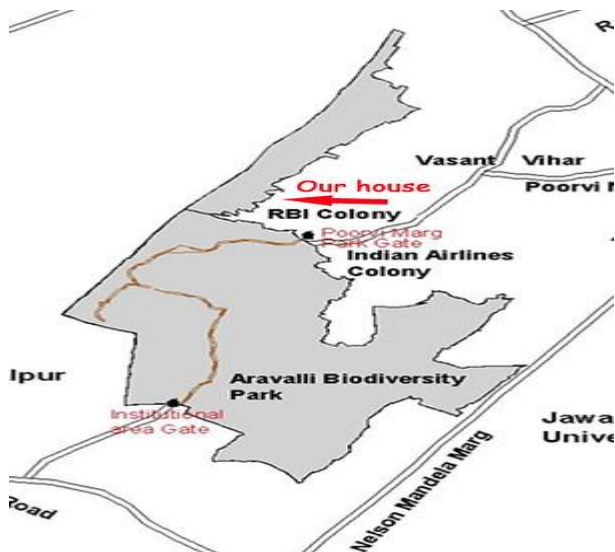 R
Vasant Vihar
Our house
Poorvi M
RBI Colony
Poorvi Marg
Park Gate
Indian Airlines
Colony
lpur
Aravalli Biodiversity
Park
Institutional
area Gate
Jawa
Unive
Nelson Mandela Marg
Road